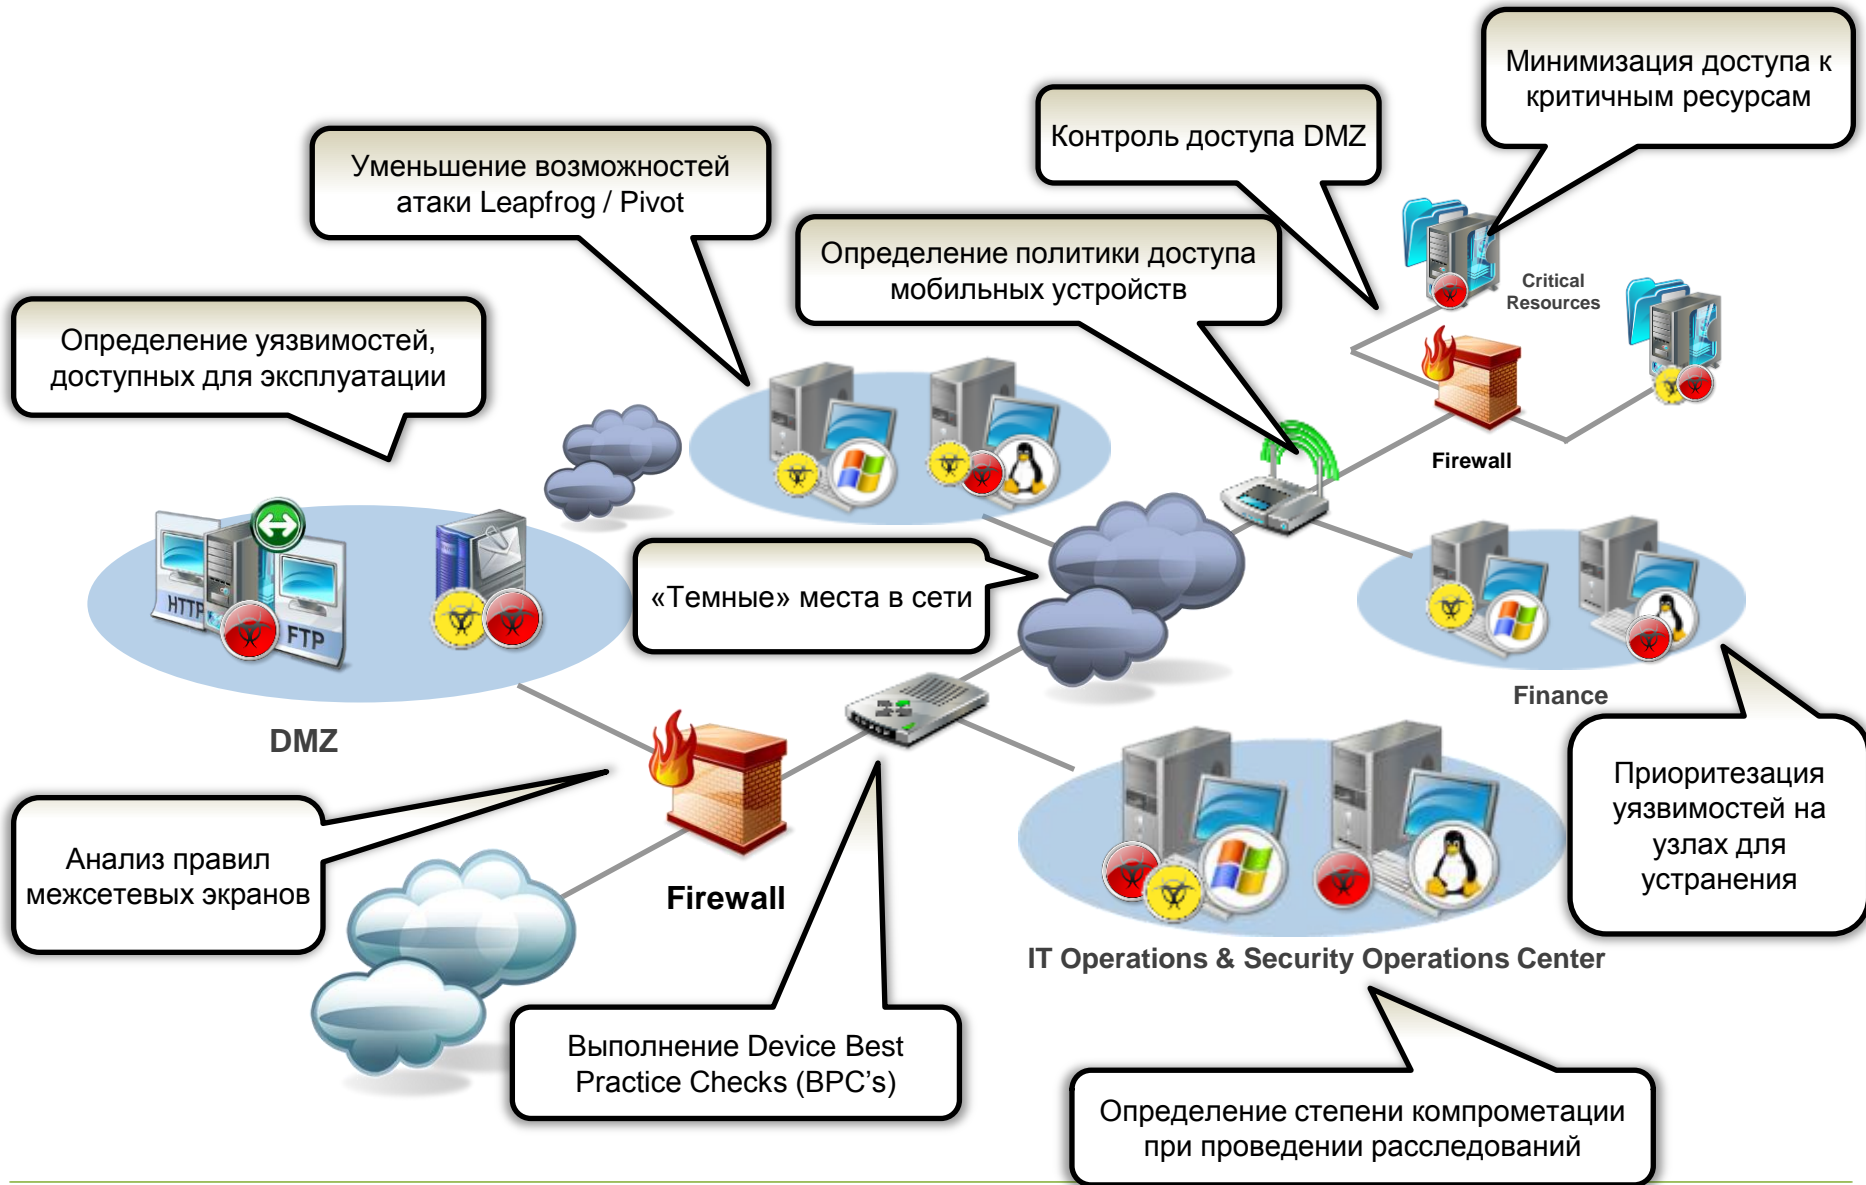 Минимизация доступа к
критичным ресурсам
Контроль доступа DMZ
Уменьшение возможностей
атаки Leapfrog / Pivot
Определение политики доступа
мобильных устройств
Critical
Resources
Определение уязвимостей,
доступных для эксплуатации
Firewall
«Темные» места в сети
HTTP
FTP
Finance
DMZ
Приоритезация
уязвимостей на
узлах для
устранения
Анализ правил
межсетевых экранов
Firewall
IT Operations & Security Operations Center
Выполнение Device Best
Practice Checks (BPC’s)
Определение степени компрометации
при проведении расследований